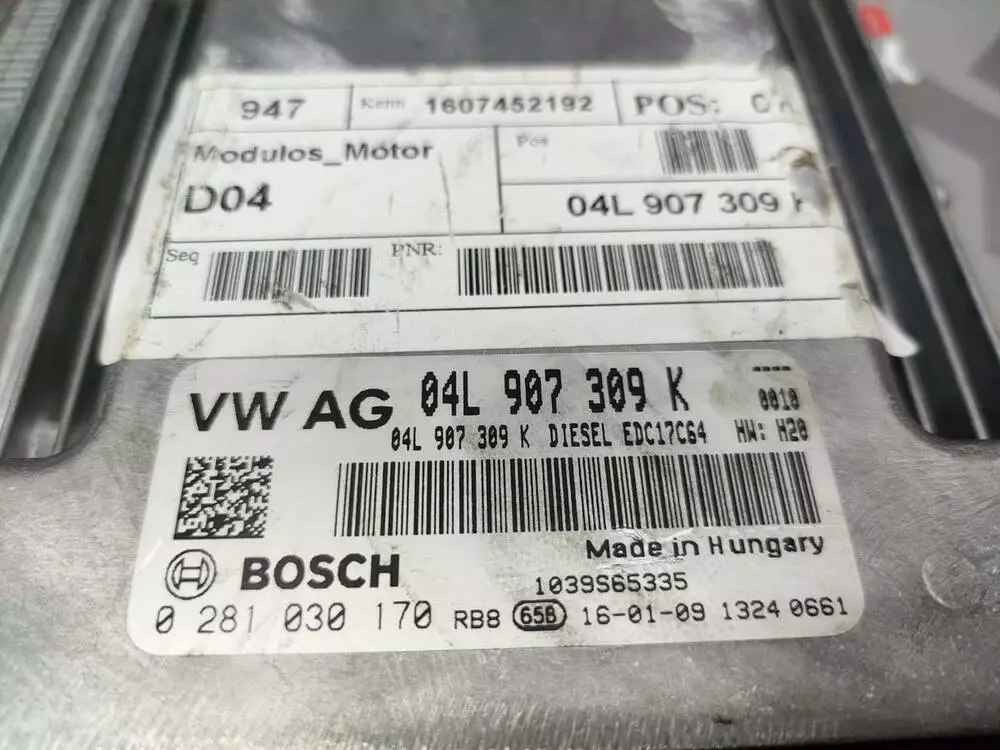 947 Kenn 1607452192 POS:
Modulos_Motor Pos
D04 04L 907 309
Seq PNR:
VW AG 04L 907 309 K ----
0010
04L 907 309 K DIESEL EDC17C64 HW: H20
Made in Hungary
BOSCH 1039S65335
0 281 030 170 RB8 65B 16-01-09 1324 0661